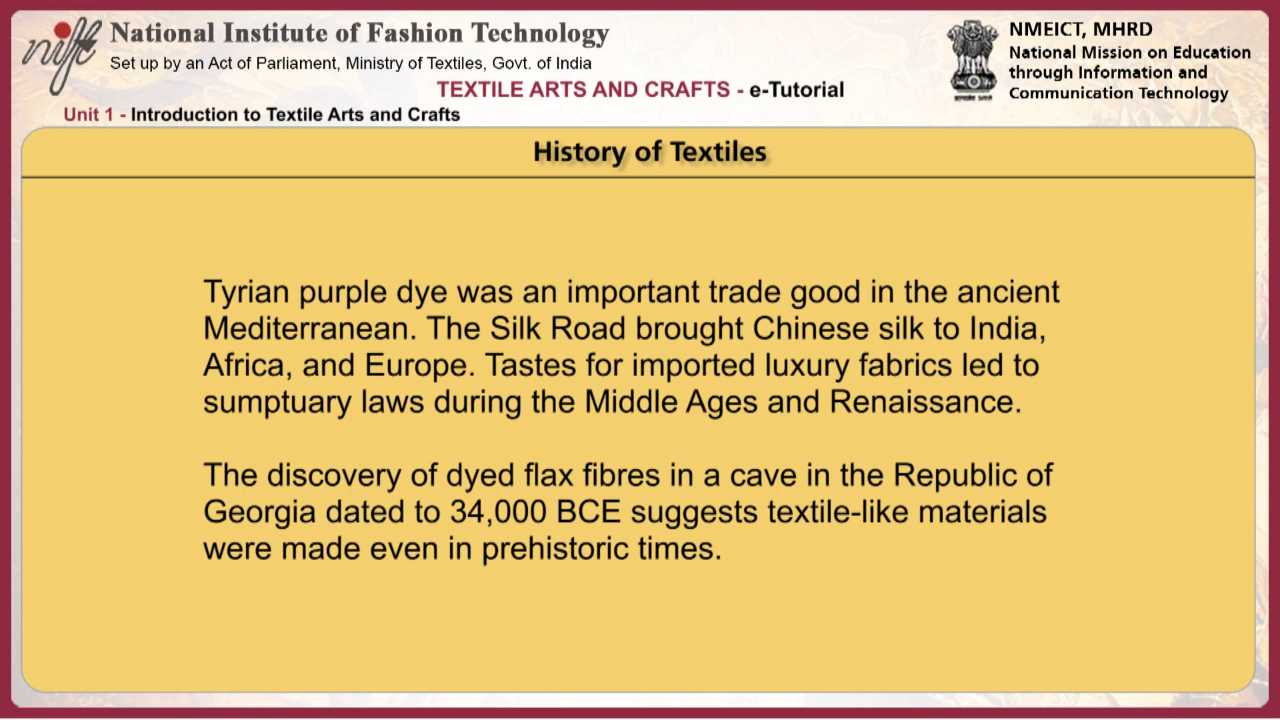 nift
National Institute of Fashion Technology
Set up by an Act of Parliament, Ministry of Textiles, Govt. of India
NMEICT, MHRD
National Mission on Education
through Information and
Communication Technology
TEXTILE ARTS AND CRAFTS - e-Tutorial
Unit 1 - Introduction to Textile Arts and Crafts
History of Textiles
Tyrian purple dye was an important trade good in the ancient
Mediterranean. The Silk Road brought Chinese silk to India,
Africa, and Europe. Tastes for imported luxury fabrics led to
sumptuary laws during the Middle Ages and Renaissance.
The discovery of dyed flax fibres in a cave in the Republic of
Georgia dated to 34,000 BCE suggests textile-like materials
were made even in prehistoric times.